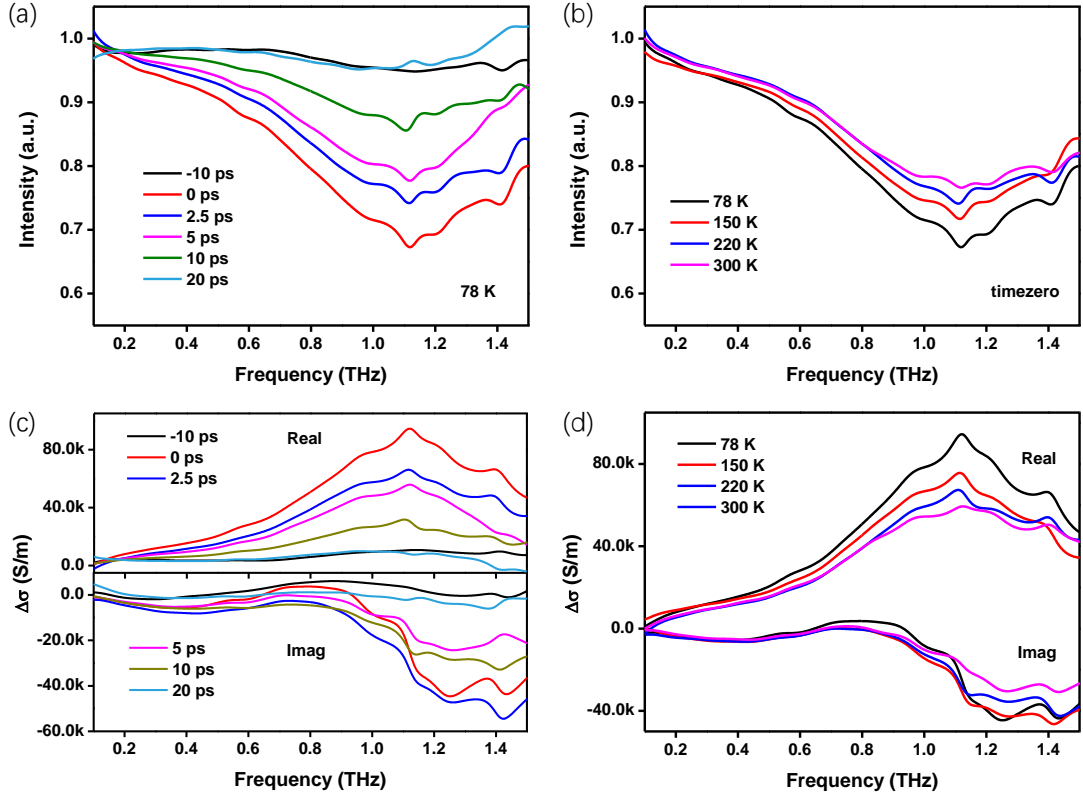 (a)
1.0
0.9
0.8
0.7
0.6
Intensity (a.u.)
-10 ps
0 ps
2.5 ps
5 ps
10 ps
20 ps
78 K
0.2 0.4 0.6 0.8 1.0 1.2 1.4
Frequency (THz)
(b)
1.0
0.9
0.8
0.7
0.6
Intensity (a.u.)
78 K
150 K
220 K
300 K
timezero
0.2 0.4 0.6 0.8 1.0 1.2 1.4
Frequency (THz)
(c)
80.0k
40.0k
0.0
0.0
-20.0k
-40.0k
-60.0k
Δσ (S/m)
-10 ps
0 ps
2.5 ps
Real
5 ps
10 ps
20 ps
Imag
0.2 0.4 0.6 0.8 1.0 1.2 1.4
Frequency (THz)
(d)
80.0k
40.0k
0.0
-40.0k
Δσ (S/m)
78 K
150 K
220 K
300 K
Real
Imag
0.2 0.4 0.6 0.8 1.0 1.2 1.4
Frequency (THz)